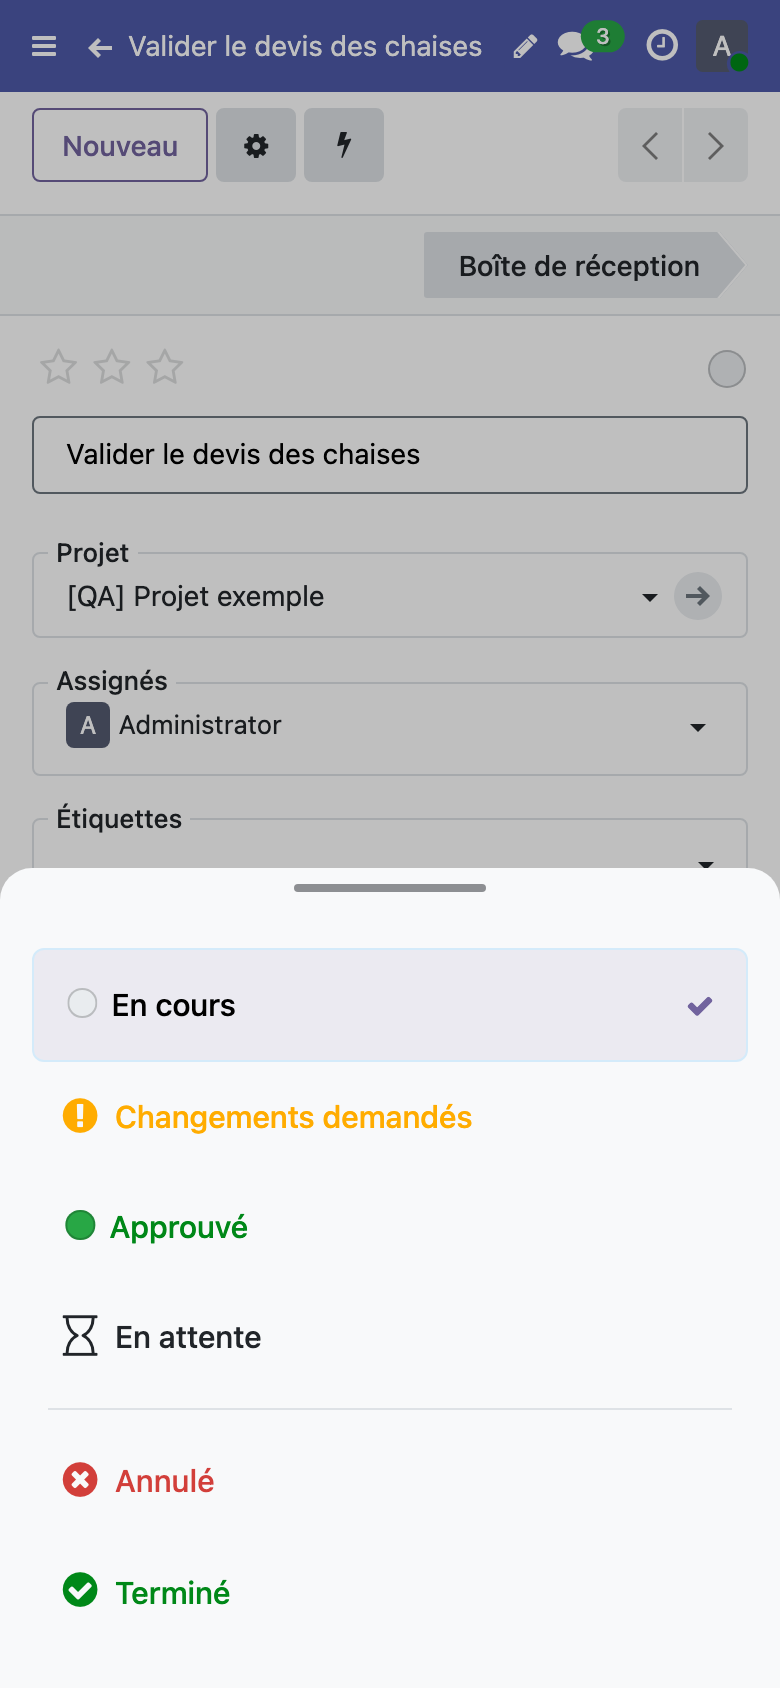 Valider le devis des chaises
3
A
Nouveau
Boîte de réception
Valider le devis des chaises
Projet
[QA] Projet exemple
Assignés
A Administrator
Étiquettes
En cours
Changements demandés
Approuvé
En attente
Annulé
Terminé